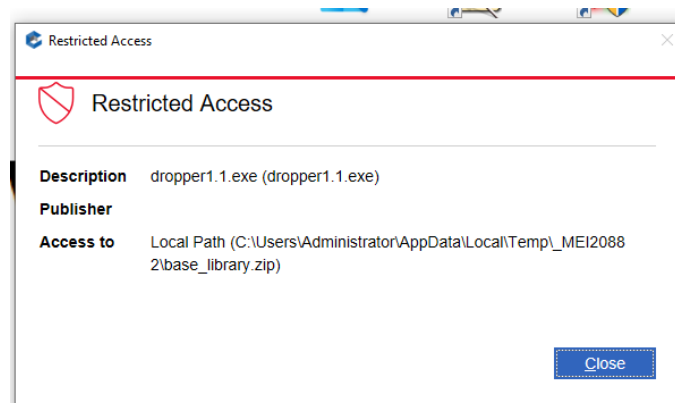 Restricted Access
Restricted Access
Description dropper1.1.exe (dropper1.1.exe)
Publisher
Access to Local Path (C:\Users\Administrator\AppData\Local\Temp\_MEI2088
2\base_library.zip)
Close